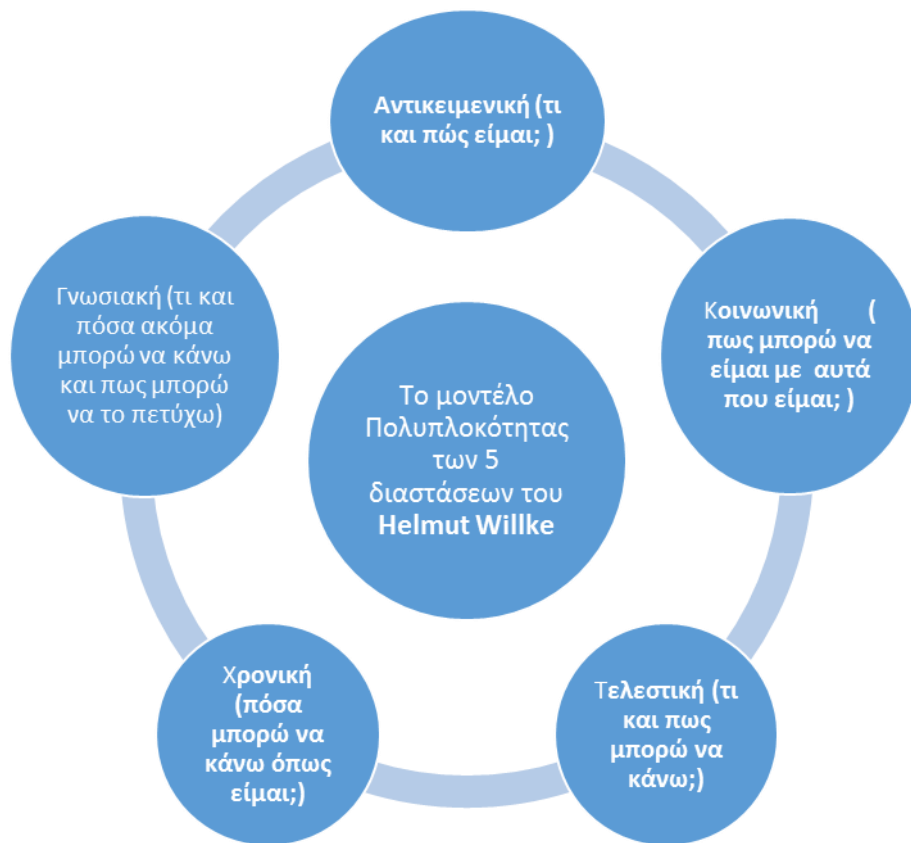 Αντικειμενική (τι
και πώς είμαι; )
Κοινωνική (
πως μπορώ να
είμαι με αυτά
που είμαι; )
Τελεστική (τι
και πως
μπορώ να
κάνω;)
Χρονική
(πόσα
μπορώ να
κάνω όπως
είμαι;)
Γνωσιακή (τι και
πόσα ακόμα
μπορώ να κάνω
και πως μπορώ
να το πετύχω)
Το μοντέλο
Πολυπλοκότητας
των 5
διαστάσεων του
Helmut Willke